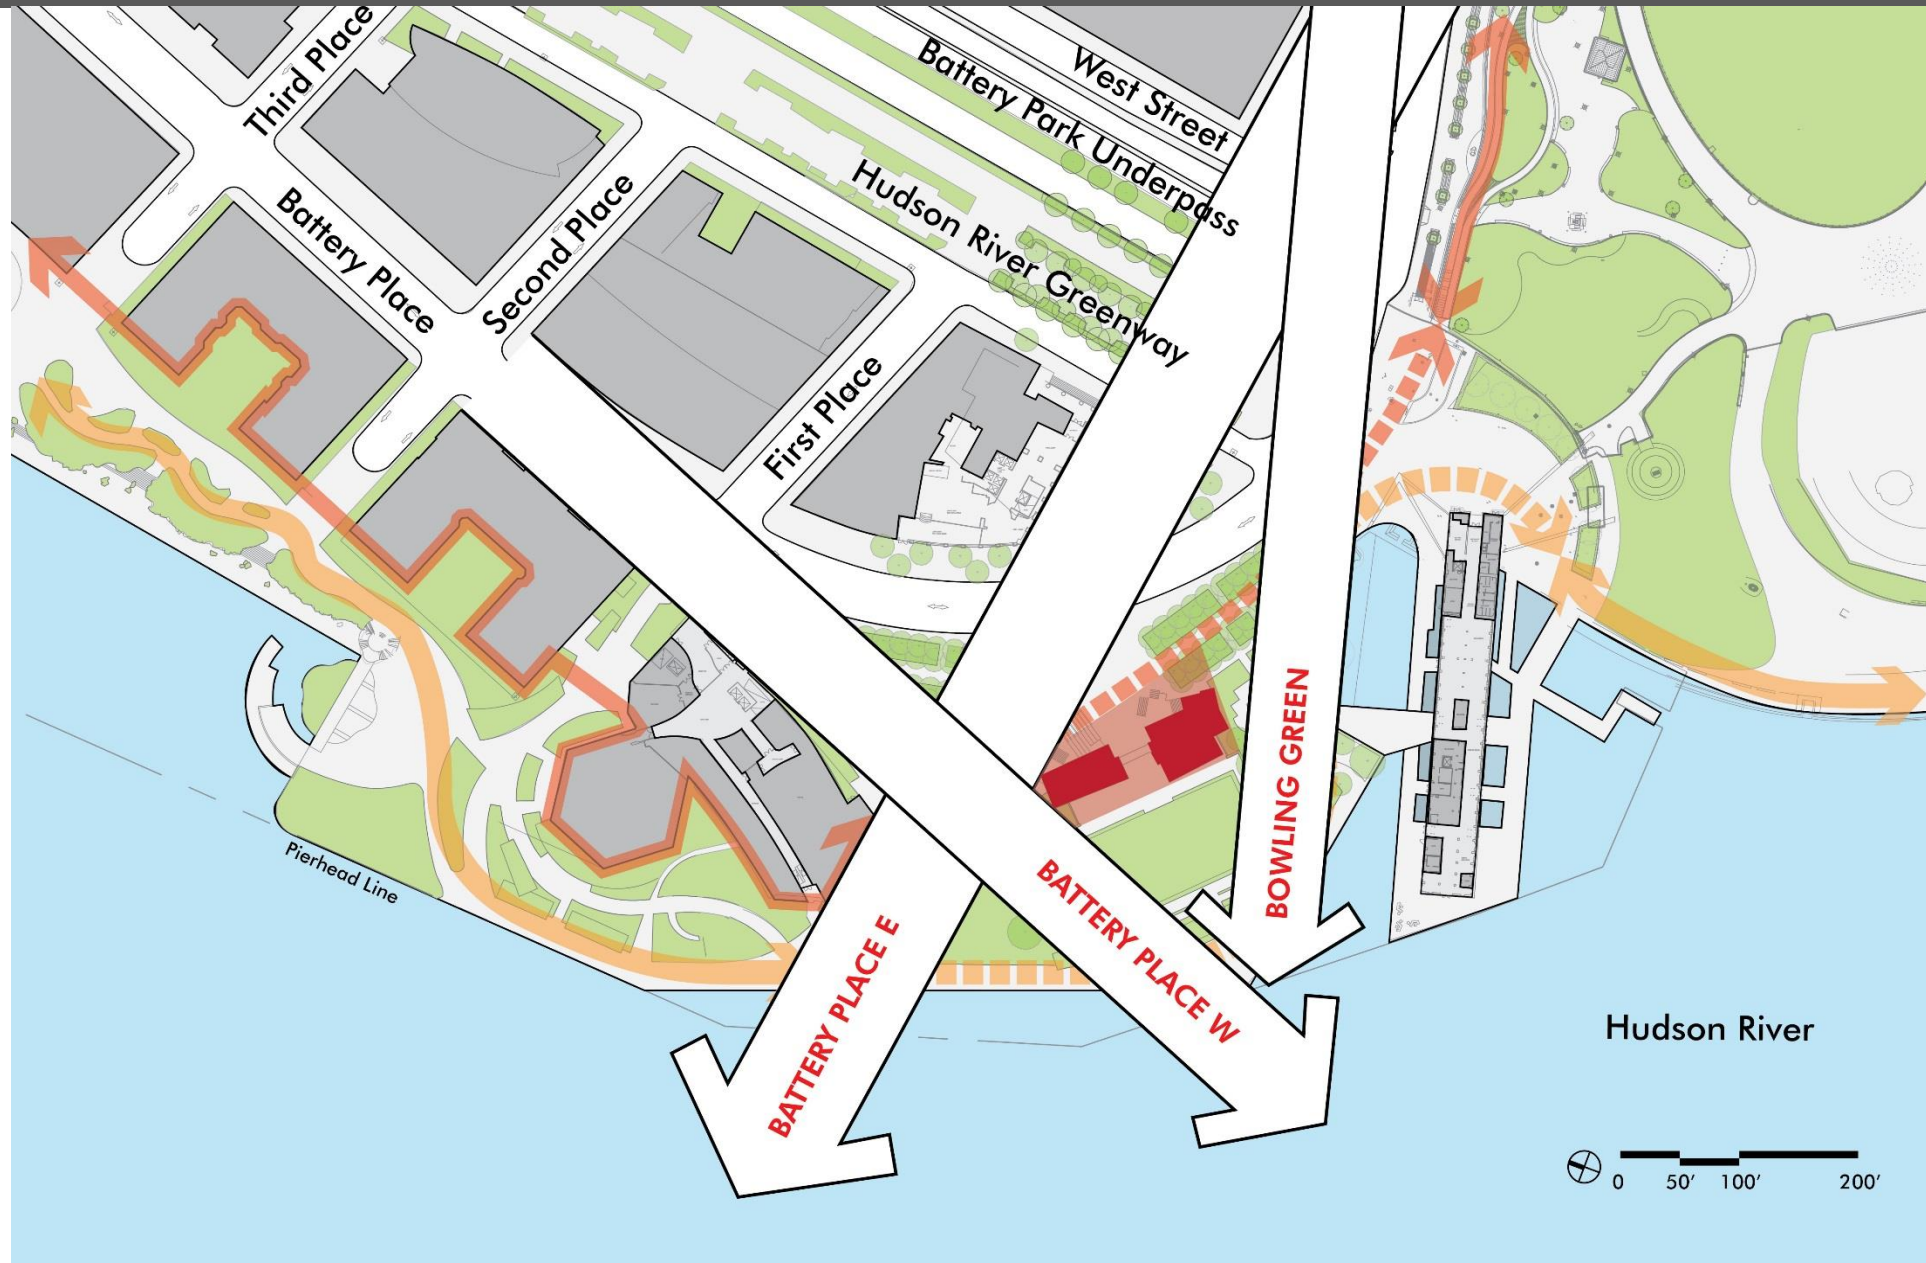 Third Place
West Street
Battery Park Underpass
Hudson River Greenway
Battery Place
Second Place
First Place
BOWLING GREEN
Pierhead Line
BATTERY PLACE E
BATTERY PLACE W
Hudson River
0 50' 100' 200'